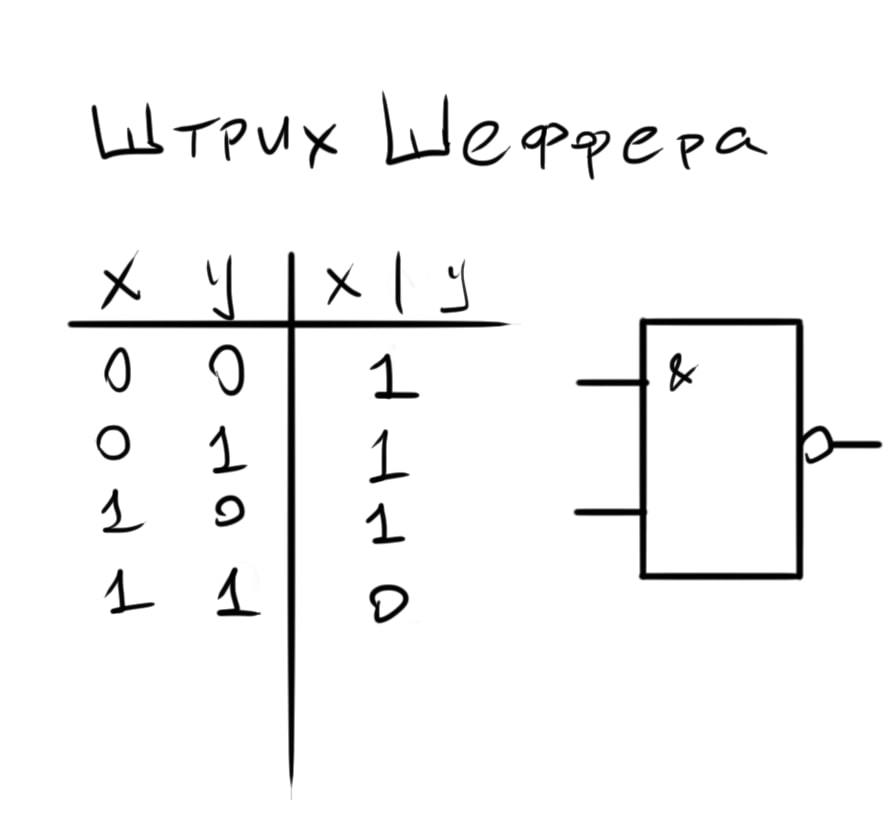 Штрих Шеффера
x y x | y
0 0 1
0 1 1
1 0 1
1 1 0
&